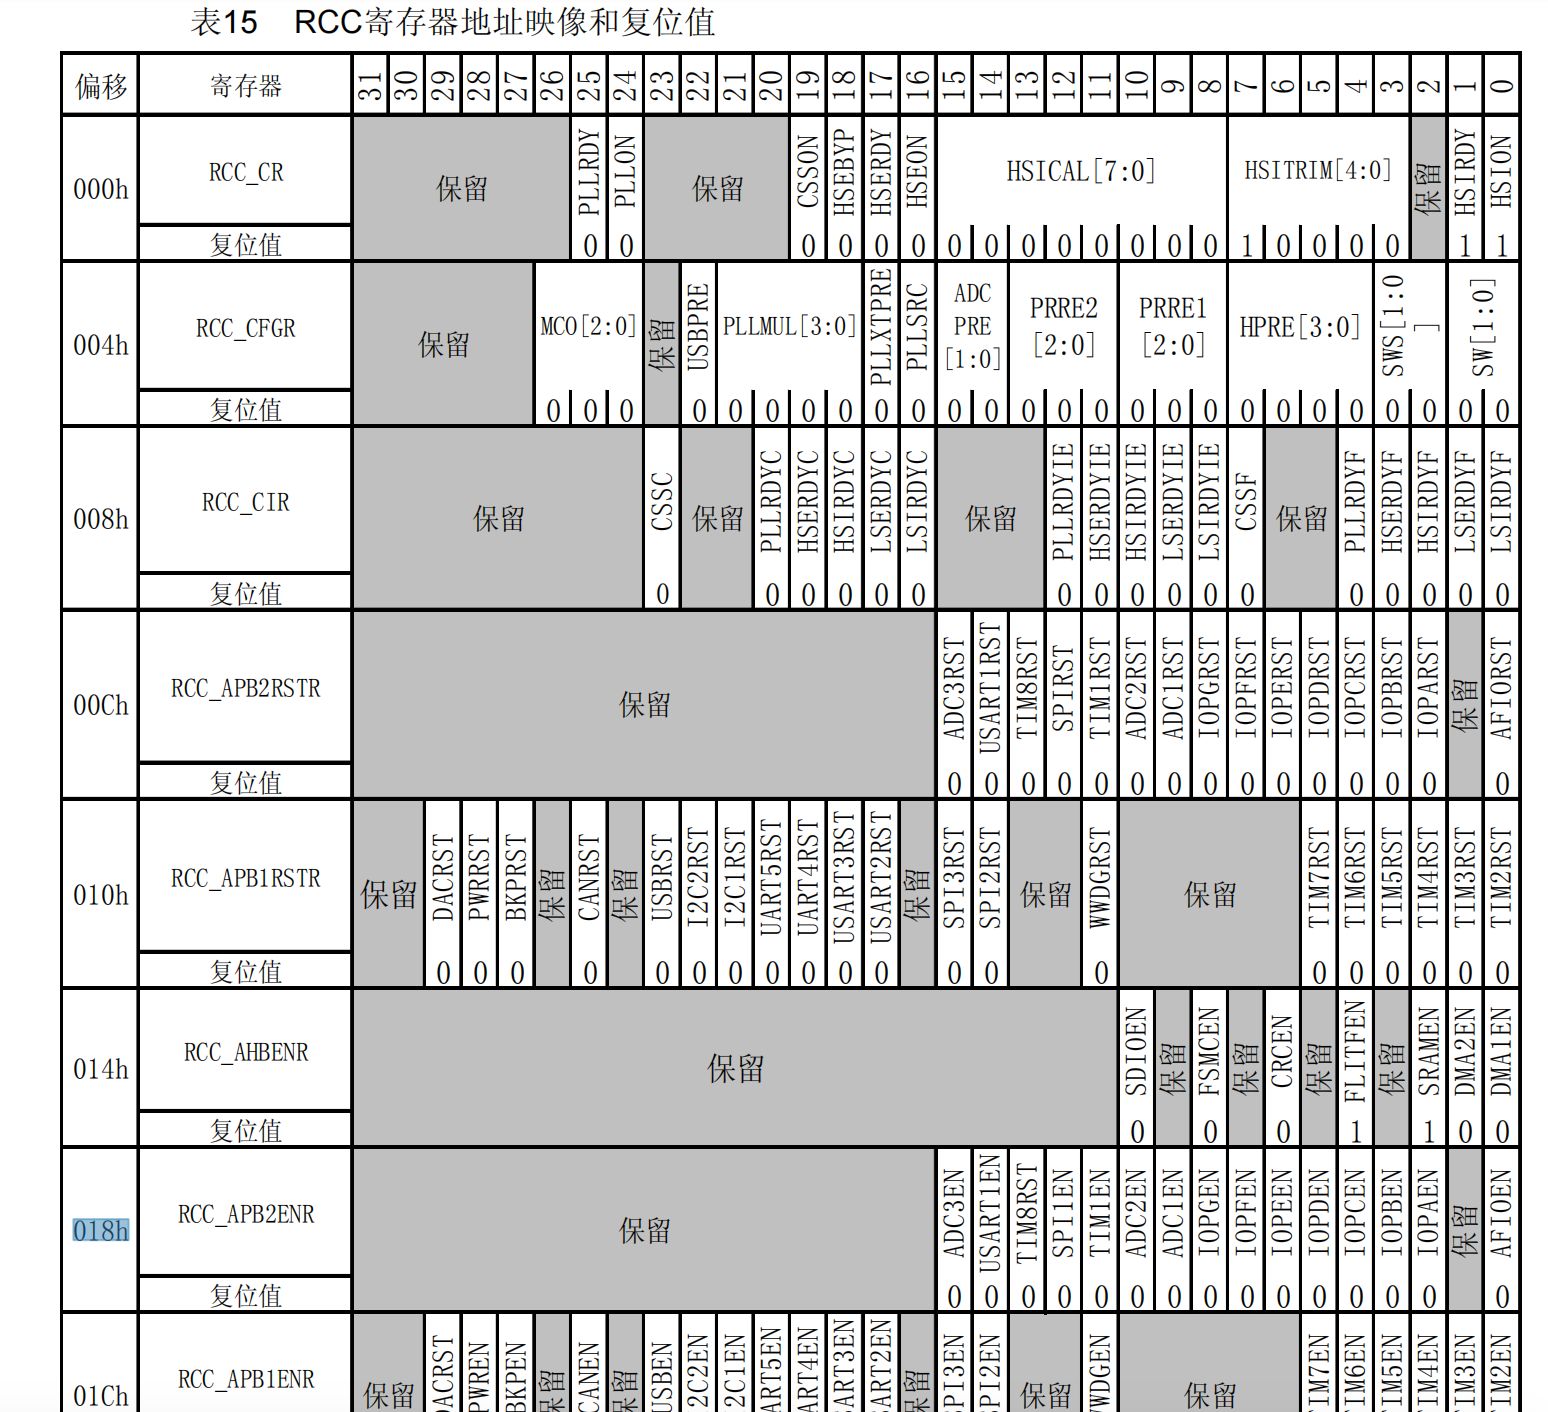 表15 RCC寄存器地址映像和复位值
偏移 寄存器 31 30 29 28 27 26 25 24 23 22 21 20 19 18 17 16 15 14 13 12 11 10 9 8 7 6 5 4 3 2 1 0
000h RCC_CR 保留 PLLRDY PLLON 保留 CSSON HSEBYP HSERDY HSEON HSICAL[7:0] HSITRIM[4:0] 保留 HSIRDY HSION
复位值 0 0 0 0 0 0 0 0 0 0 0 0 0 0 1 0 0 0 0 1 1
004h RCC_CFGR 保留 MCO[2:0] 保留 USBPRE PLLMUL[3:0] PLLXTPRE PLLSRC ADC PRE [1:0] PRRE2 [2:0] PRRE1 [2:0] HPRE[3:0] SWS[1:0] SW[1:0]
复位值 0 0 0 0 0 0 0 0 0 0 0 0 0 0 0 0 0 0 0 0 0 0 0 0 0 0
008h RCC_CIR 保留 CSSC 保留 PLLRDYC HSERDYC HSIRDYC LSERDYC LSIRDYC 保留 PLLRDYIE HSERDYIE HSIRDYIE LSERDYIE LSIRDYIE CSSF 保留 PLLRDYF HSERDYF HSIRDYF LSERDYF LSIRDYF
复位值 0 0 0 0 0 0 0 0 0 0 0 0 0 0 0 0 0
00Ch RCC_APB2RSTR 保留 ADC3RST USART1RST TIM8RST SPIRST TIM1RST ADC2RST ADC1RST IOPGRST IOPFRST IOPERST IOPDRST IOPCRST IOPBRST IOPARST 保留 AFIORST
复位值 0 0 0 0 0 0 0 0 0 0 0 0 0 0 0
010h RCC_APB1RSTR 保留 DACRST PWRRST BKPRST 保留 CANRST 保留 USBRST I2C2RST I2C1RST UART5RST UART4RST USART3RST USART2RST 保留 SPI3RST SPI2RST 保留 WWDGRST 保留 TIM7RST TIM6RST TIM5RST TIM4RST TIM3RST TIM2RST
复位值 0 0 0 0 0 0 0 0 0 0 0 0 0 0 0 0 0 0 0 0
014h RCC_AHBENR 保留 SDIOEN 保留 FSMCEN 保留 CRCEN 保留 FLITFEN 保留 SRAMEN DMA2EN DMA1EN
复位值 0 0 0 1 1 0 0
018h RCC_APB2ENR 保留 ADC3EN USART1EN TIM8RST SPI1EN TIM1EN ADC2EN ADC1EN IOPGEN IOPFEN IOPEEN IOPDEN IOPCEN IOPBEN IOPAEN 保留 AFIOEN
复位值 0 0 0 0 0 0 0 0 0 0 0 0 0 0 0
01Ch RCC_APB1ENR 保留 DACRST PWREN BKPEN 保留 CANEN 保留 USBEN 2C2EN 2C1EN ART5EN ART4EN ART3EN ART2EN 保留 SPI3EN SPI2EN 保留 WWDGEN 保留 TIM7EN TIM6EN TIM5EN TIM4EN TIM3EN TIM2EN